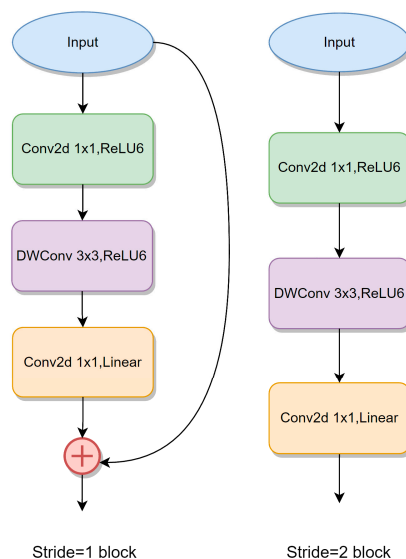 Input
Conv2d 1x1,ReLU6
DWConv 3x3,ReLU6
Conv2d 1x1,Linear
Stride=1 block
Input
Conv2d 1x1,ReLU6
DWConv 3x3,ReLU6
Conv2d 1x1,Linear
Stride=2 block